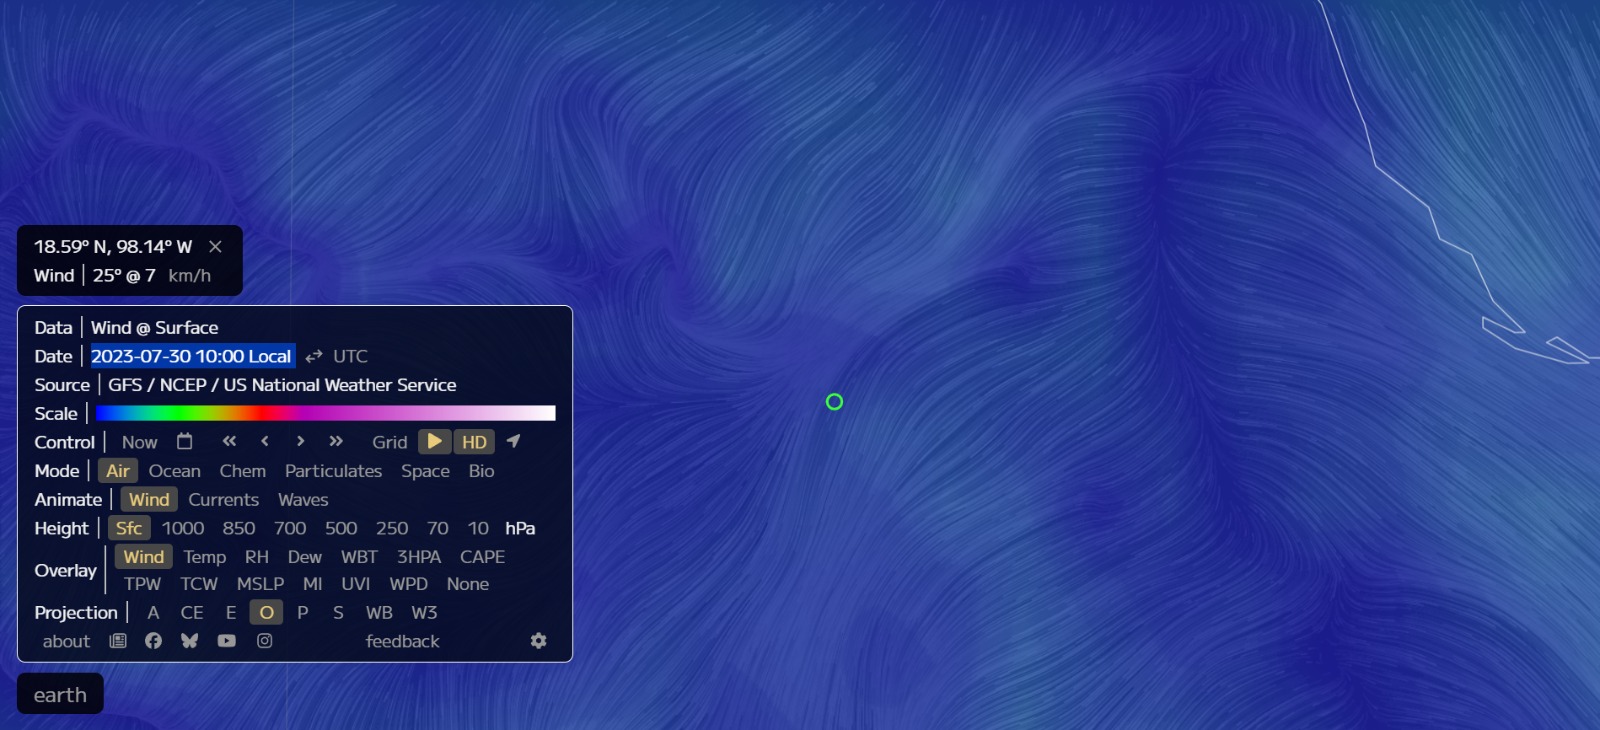 18.59° N, 98.14° W ×
Wind | 25° @ 7 km/h
Data | Wind @ Surface
Date | 2023-07-30 10:00 Local ⇄ UTC
Source | GFS / NCEP / US National Weather Service
Scale |
Control | Now « ‹ › » Grid HD
Mode | Air Ocean Chem Particulates Space Bio
Animate | Wind Currents Waves
Height | Sfc 1000 850 700 500 250 70 10 hPa
Overlay | Wind Temp RH Dew WBT 3HPA CAPE
TPW TCW MSLP MI UVI WPD None
Projection | A CE E O P S WB W3
about feedback
earth